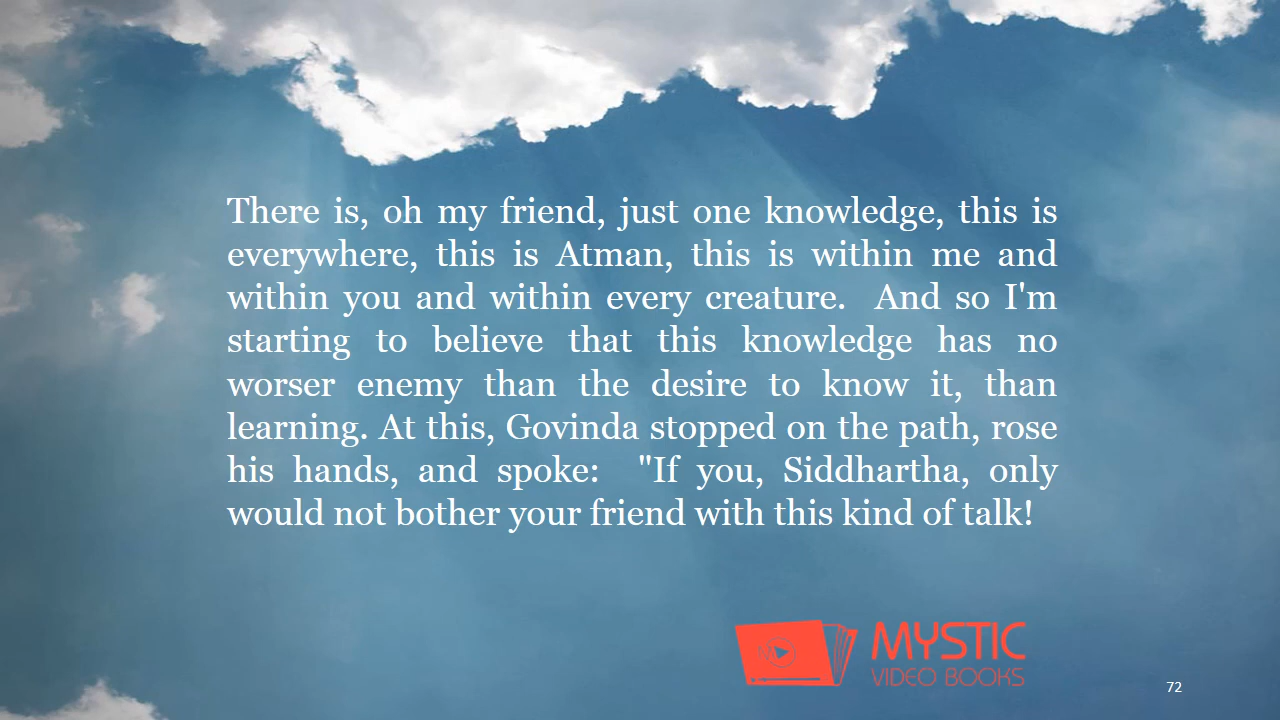 There is, oh my friend, just one knowledge, this is
everywhere, this is Atman, this is within me and
within you and within every creature.  And so I'm
starting to believe that this knowledge has no
worser enemy than the desire to know it, than
learning. At this, Govinda stopped on the path, rose
his hands, and spoke:  "If you, Siddhartha, only
would not bother your friend with this kind of talk!
MYSTIC
VIDEO BOOKS
72